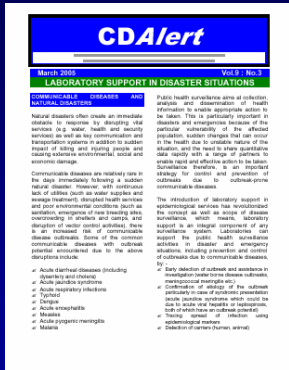 CDAlert
March 2005 Vol.9 : No.3
LABORATORY SUPPORT IN DISASTER SITUATIONS
COMMUNICABLE DISEASES AND
NATURAL DISASTERS
Natural disasters often create an immediate
obstacle to response by disrupting vital
services (e.g. water, health and security
services) as well as key communication and
transportation systems in addition to sudden
impact of killing and injuring people and
causing extensive environmental, social and
economic damage.
Communicable diseases are relatively rare in
the days immediately following a sudden
natural disaster. However, with continuous
lack of utilities (such as water supplies and
sewage treatment), disrupted health services
and poor environmental conditions (such as
sanitation, emergence of new breeding sites,
overcrowding in shelters and camps, and
disruption of vector control activities), there
is an increased risk of communicable
disease outbreaks. Some of the common
communicable diseases with outbreak
potential encountered due to the above
disruptions include:
Acute diarrheal diseases (including
dysentery and cholera)
Acute jaundice syndrome
Acute respiratory infections
Typhoid
Dengue
Acute encephalitis
Measles
Acute pyogenic meningitis
Malaria
Public health surveillance aims at collection,
analysis and dissemination of health
information to enable appropriate action to
be taken. This is particularly important in
disasters and emergencies because of the
particular vulnerability of the affected
population, sudden changes that can occur
in the health due to unstable nature of the
situation, and the need to share quantitative
data rapidly with a range of partners to
enable rapid and effective action to be taken.
Surveillance therefore, is an important
strategy for control and prevention of
outbreaks due to outbreak-prone
communicable diseases.
The introduction of laboratory support in
epidemiological services has revolutionized
the concept as well as scope of disease
surveillance, which means, laboratory
support is an integral component of any
surveillance system. Laboratories can
support the public health surveillance
activities in disaster and emergency
situations, including prevention and control
of outbreaks due to communicable diseases,
by -
Early detection of outbreak and assistance in
investigation (water borne disease outbreaks,
meningococcal meningitis etc.)
Confirmation of etiology of the outbreak
particularly in case of syndromic presentation
(acute jaundice syndrome which could be
due to acute viral hepatitis or leptospirosis,
both of which have an outbreak potential)
Tracing spread of infection using
epidemiological markers
Detection of carriers (human, animal)